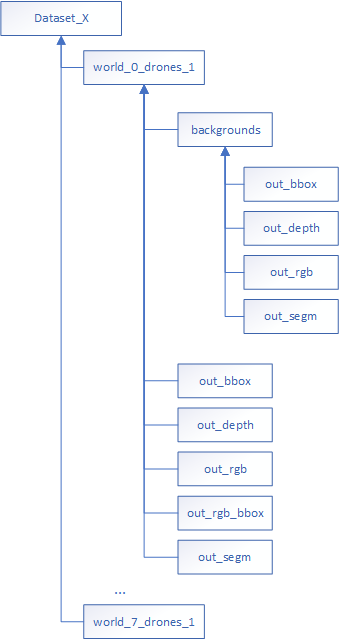 Dataset_X
world_0_drones_1
backgrounds
out_bbox
out_depth
out_rgb
out_segm
out_bbox
out_depth
out_rgb
out_rgb_bbox
out_segm
...
world_7_drones_1